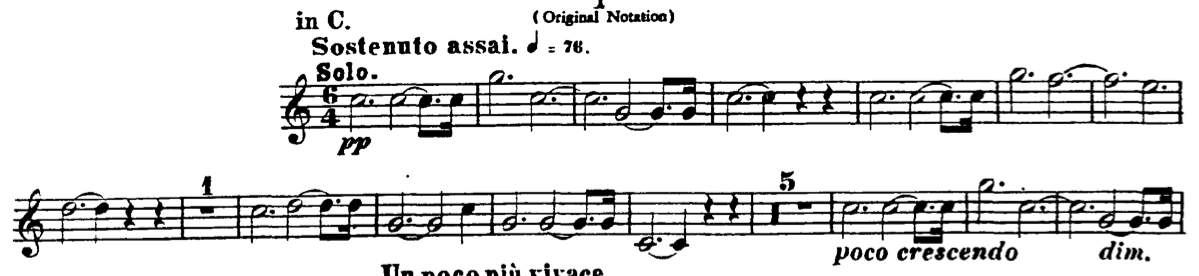 in C.
(Original Notation)
Sostenuto assai. ♩ = 76.
Solo.
6
4
pp
1
5
poco crescendo dim.
Un poco più vivace